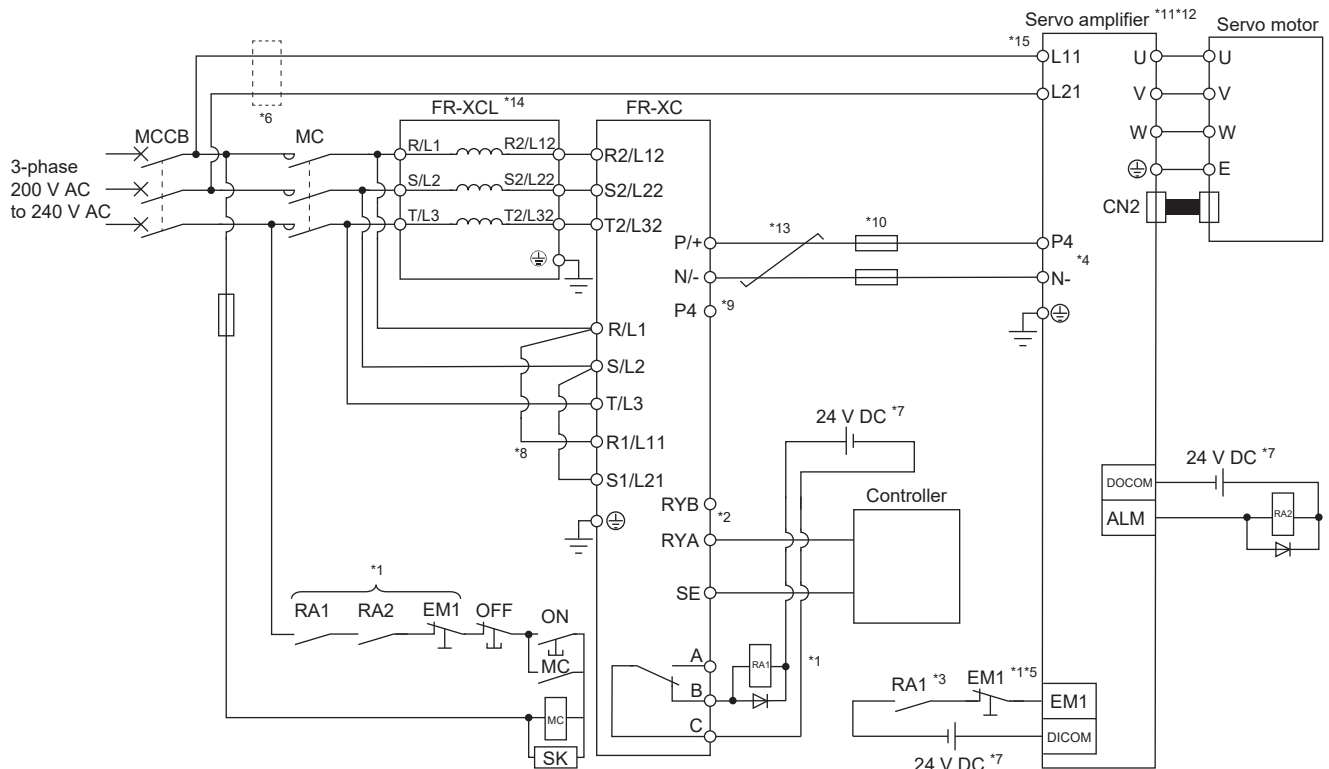 Servo amplifier *11*12
Servo motor
*15
L11
U
U
L21
V
V
*6
FR-XCL *14
FR-XC
W
W
MCCB
MC
R/L1
R2/L12
R2/L12
3-phase
200 V AC
to 240 V AC
E
S/L2
S2/L22
S2/L22
CN2
T/L3
T2/L32
T2/L32
P/+
*13
*10
P4
*4
N/-
N-
P4 *9
R/L1
S/L2
T/L3
24 V DC *7
*8
R1/L11
S1/L21
24 V DC *7
DOCOM
Controller
RYB
*2
ALM
RA2
RYA
*1
SE
RA1
RA2
EM1
OFF
ON
MC
A
RA1
*1
B
RA1 *3
EM1 *1*5
EM1
MC
C
DICOM
SK
24 V DC *7